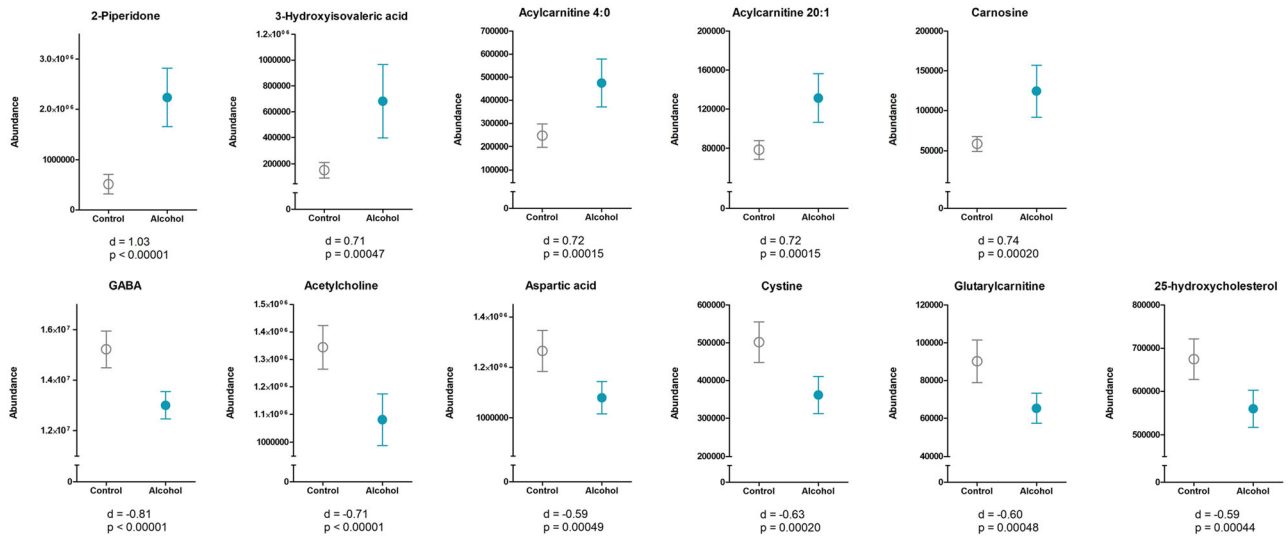 2-Piperidone
Abundance
3.0×10⁰⁶
2.0×10⁰⁶
1000000
0
Control Alcohol
d = 1.03
p < 0.00001
3-Hydroxyisovaleric acid
Abundance
1.2×10⁰⁶
1000000
800000
600000
400000
200000
0
Control Alcohol
d = 0.71
p = 0.00047
Acylcarnitine 4:0
Abundance
700000
600000
500000
400000
300000
200000
100000
0
Control Alcohol
d = 0.72
p = 0.00015
Acylcarnitine 20:1
Abundance
200000
160000
120000
80000
0
Control Alcohol
d = 0.72
p = 0.00015
Carnosine
Abundance
200000
150000
100000
50000
0
Control Alcohol
d = 0.74
p = 0.00020
GABA
Abundance
1.6×10⁷
1.4×10⁷
1.2×10⁷
0
Control Alcohol
d = -0.81
p < 0.00001
Acetylcholine
Abundance
1.5×10⁰⁶
1.4×10⁰⁶
1.3×10⁰⁶
1.2×10⁰⁶
1.1×10⁰⁶
1000000
0
Control Alcohol
d = -0.71
p < 0.00001
Aspartic acid
Abundance
1.4×10⁰⁶
1.2×10⁰⁶
1000000
0
Control Alcohol
d = -0.59
p = 0.00049
Cystine
Abundance
600000
500000
400000
300000
200000
0
Control Alcohol
d = -0.63
p = 0.00020
Glutarylcarnitine
Abundance
120000
100000
80000
60000
40000
0
Control Alcohol
d = -0.60
p = 0.00048
25-hydroxycholesterol
Abundance
800000
700000
600000
500000
0
Control Alcohol
d = -0.59
p = 0.00044